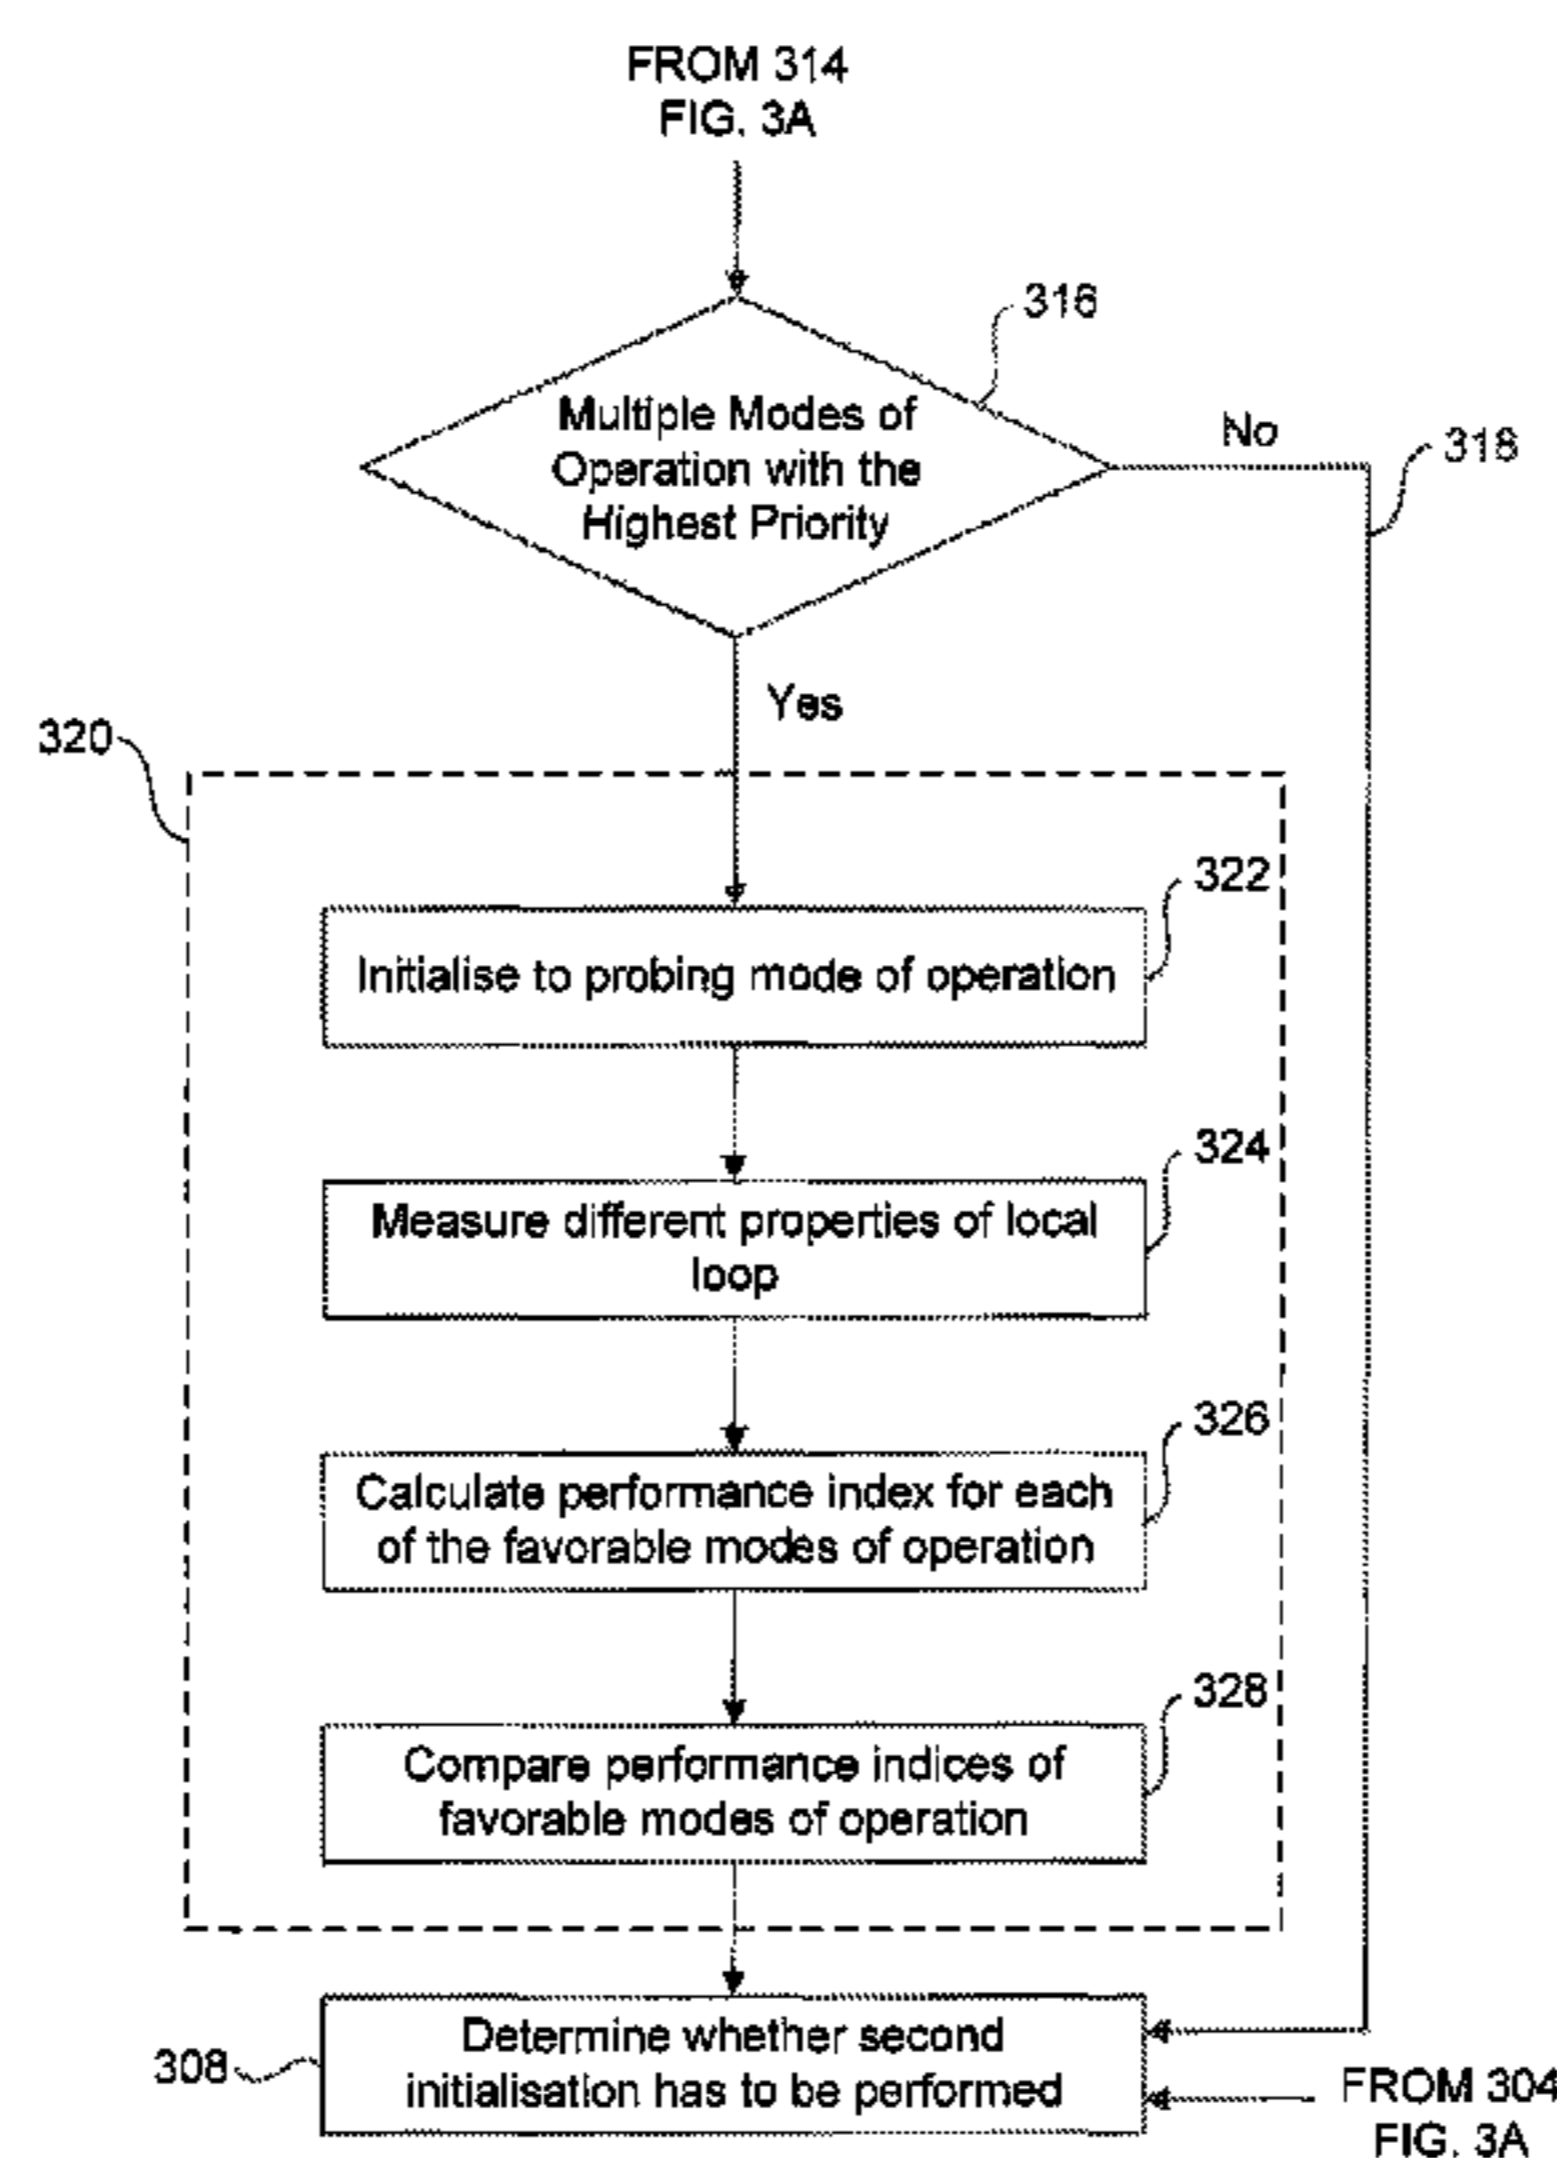 FROM 314
FIG. 3A
316
Multiple Modes of
Operation with the
Highest Priority
No
318
Yes
320
322
Initialise to probing mode of operation
324
Measure different properties of local
loop
326
Calculate performance index for each
of the favorable modes of operation
328
Compare performance indices of
favorable modes of operation
308
Determine whether second
initialisation has to be performed
FROM 304
FIG. 3A